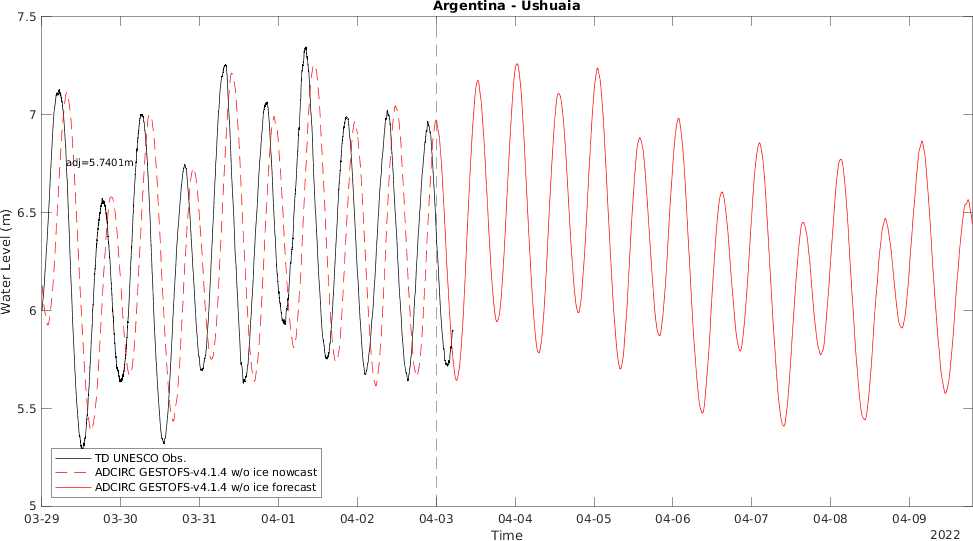 Argentina - Ushuaia
7.5
7
6.5
6
5.5
5
Water Level (m)
adj=5.7401m
TD UNESCO Obs.
ADCIRC GESTOFS-v4.1.4 w/o ice nowcast
ADCIRC GESTOFS-v4.1.4 w/o ice forecast
03-29 03-30 03-31 04-01 04-02 04-03 04-04 04-05 04-06 04-07 04-08 04-09
Time
2022